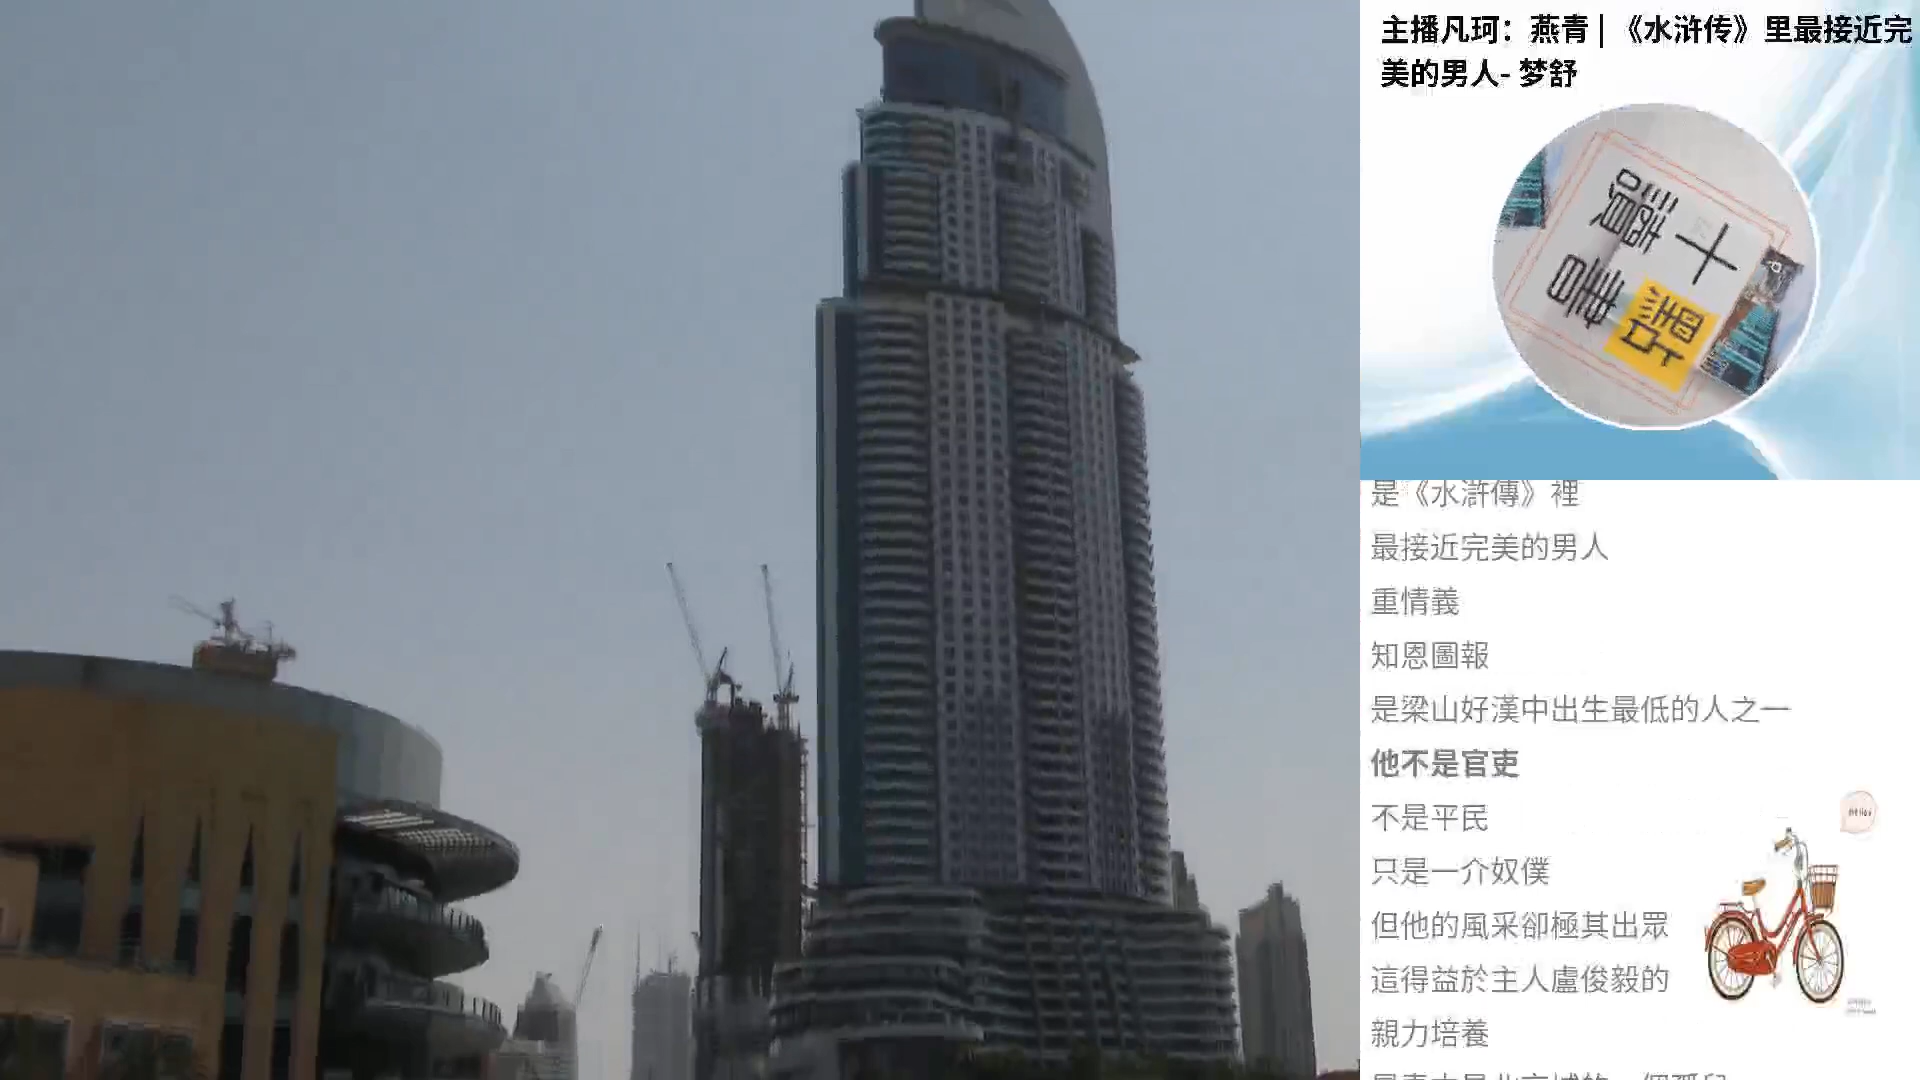 主播凡珂：燕青 | 《水浒传》里最接近完
美的男人- 梦舒
十點
讀書
是《水滸傳》裡
最接近完美的男人
重情義
知恩圖報
是梁山好漢中出生最低的人之一
他不是官吏
不是平民
只是一介奴僕
但他的風采卻極其出眾
這得益於主人盧俊毅的
親力培養